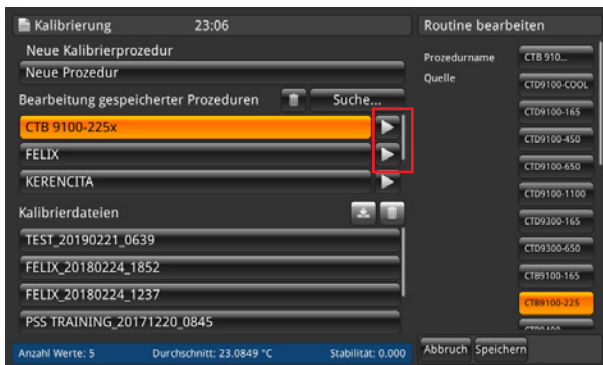 Kalibrierung 23:06
Neue Kalibrierprozedur
Neue Prozedur
Bearbeitung gespeicherter Prozeduren Suche...
CTB 9100-225x
FELIX
KERENCITA
Kalibrierdateien
TEST_20190221_0639
FELIX_20180224_1852
FELIX_20180224_1237
PSS TRAINING_20171220_0845
Anzahl Werte: 5 Durchschnitt: 23.0849 °C Stabilität: 0.000
Routine bearbeiten
Prozedurname CTB 910...
Quelle CTD9100-COOL
CTD9100-165
CTD9100-450
CTD9100-650
CTD9100-1100
CTD9300-165
CTD9300-650
CTB9100-165
CTB9100-225
Abbruch Speichern